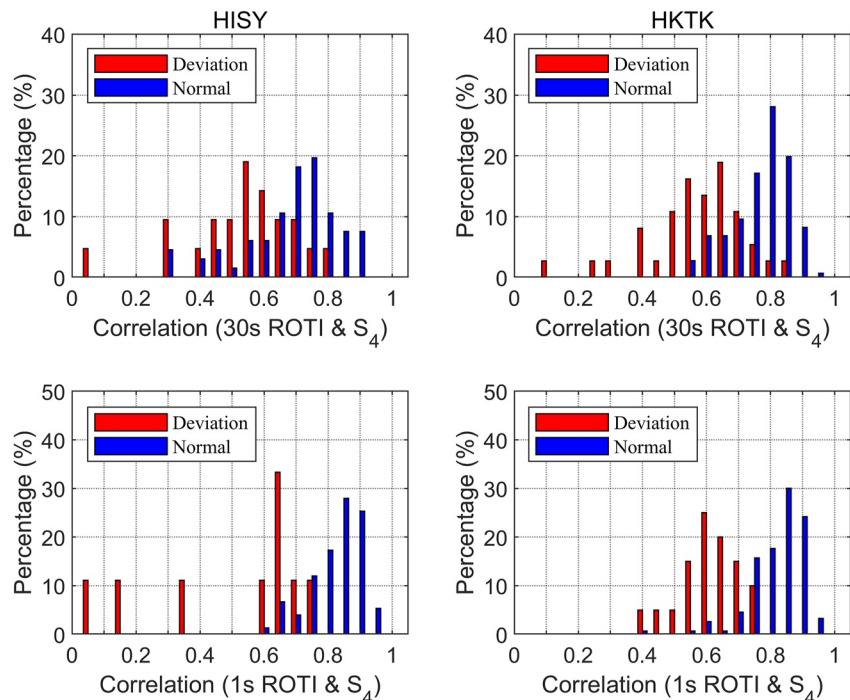 HISY
40
30
20
10
0
Percentage (%)
Deviation
Normal
0 0.2 0.4 0.6 0.8 1
Correlation (30s ROTI & S4)
HKTK
40
30
20
10
0
Percentage (%)
Deviation
Normal
0 0.2 0.4 0.6 0.8 1
Correlation (30s ROTI & S4)
50
40
30
20
10
0
Percentage (%)
Deviation
Normal
0 0.2 0.4 0.6 0.8 1
Correlation (1s ROTI & S4)
50
40
30
20
10
0
Percentage (%)
Deviation
Normal
0 0.2 0.4 0.6 0.8 1
Correlation (1s ROTI & S4)